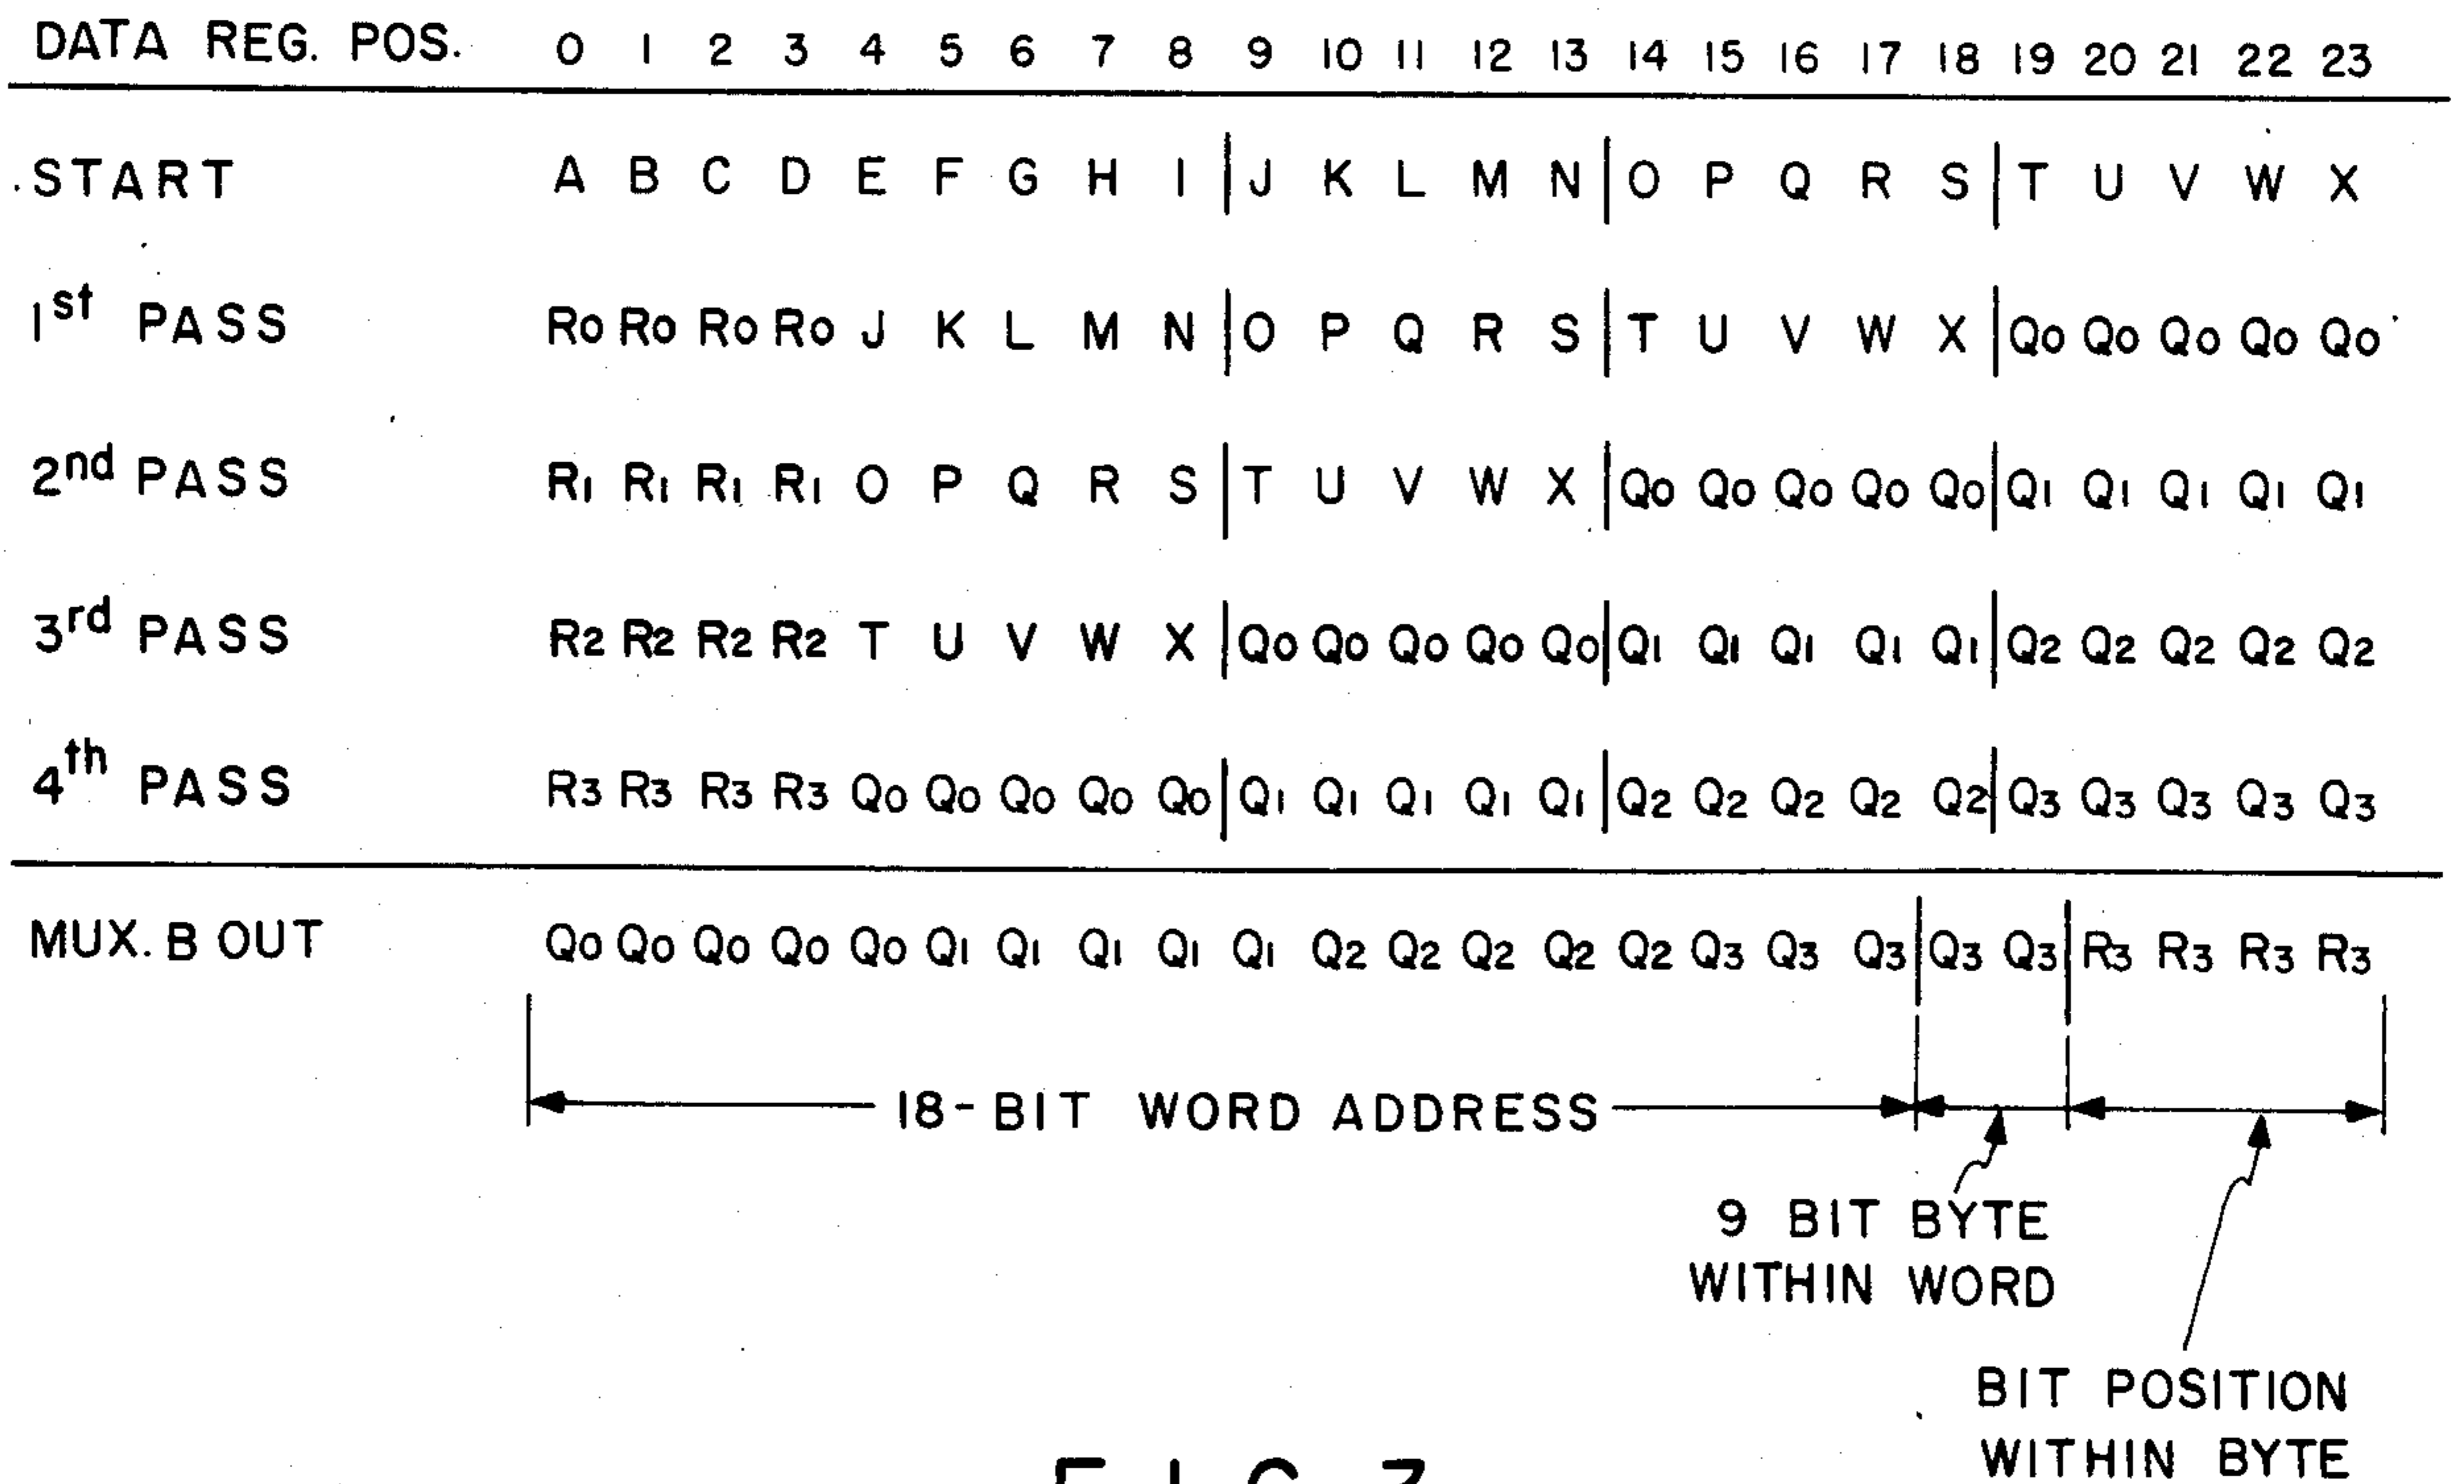 DATA REG. POS. 0 1 2 3 4 5 6 7 8 9 10 11 12 13 14 15 16 17 18 19 20 21 22 23
START A B C D E F G H I J K L M N O P Q R S T U V W X
1st PASS R0 R0 R0 R0 J K L M N O P Q R S T U V W X Q0 Q0 Q0 Q0 Q0
2nd PASS R1 R1 R1 R1 O P Q R S T U V W X Q0 Q0 Q0 Q0 Q0 Q1 Q1 Q1 Q1 Q1
3rd PASS R2 R2 R2 R2 T U V W X Q0 Q0 Q0 Q0 Q0 Q1 Q1 Q1 Q1 Q1 Q2 Q2 Q2 Q2 Q2
4th PASS R3 R3 R3 R3 Q0 Q0 Q0 Q0 Q0 Q1 Q1 Q1 Q1 Q1 Q2 Q2 Q2 Q2 Q2 Q3 Q3 Q3 Q3 Q3
MUX. B OUT Q0 Q0 Q0 Q0 Q0 Q1 Q1 Q1 Q1 Q1 Q2 Q2 Q2 Q2 Q2 Q3 Q3 Q3 Q3 Q3 R3 R3 R3 R3
18-BIT WORD ADDRESS
9 BIT BYTE
WITHIN WORD
BIT POSITION
WITHIN BYTE